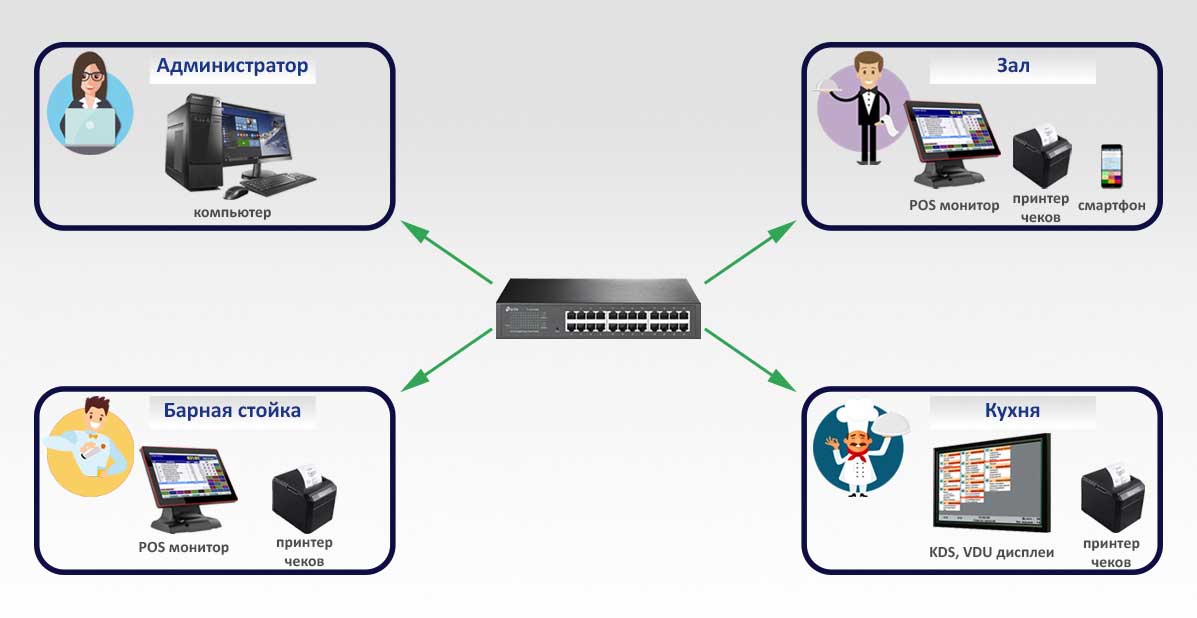 Администратор
компьютер
Зал
POS монитор
принтер
чеков
смартфон
Барная стойка
POS монитор
принтер
чеков
Кухня
KDS, VDU дисплеи
принтер
чеков